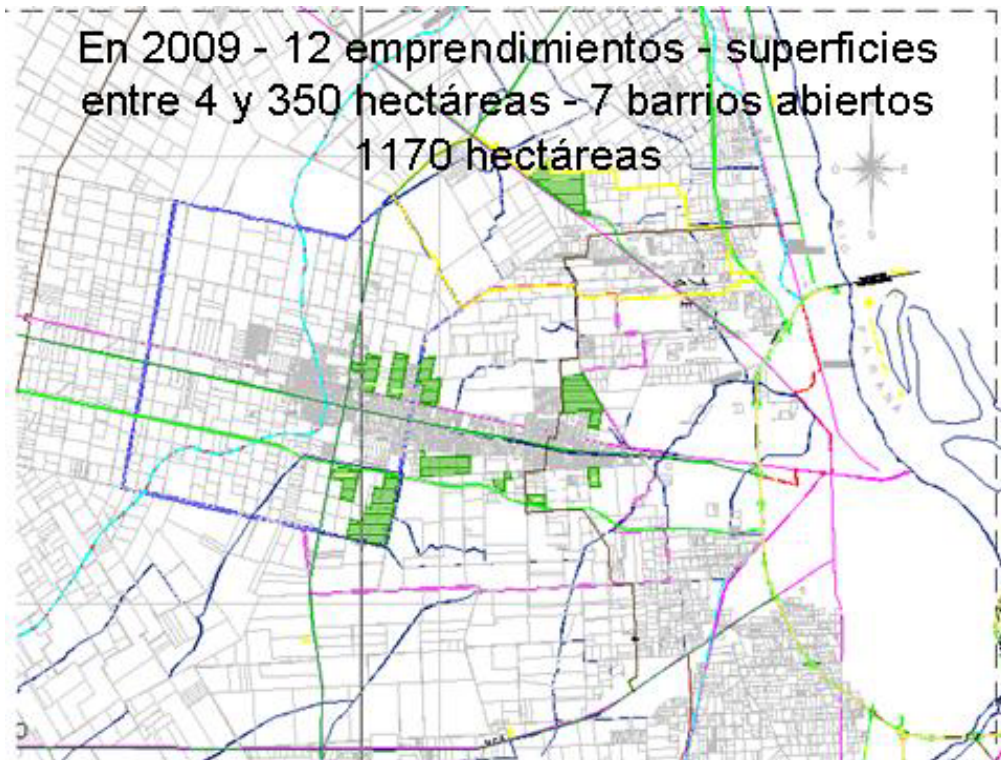 En 2009 - 12 emprendimientos - superficies
entre 4 y 350 hectáreas - 7 barrios abiertos
1170 hectáreas